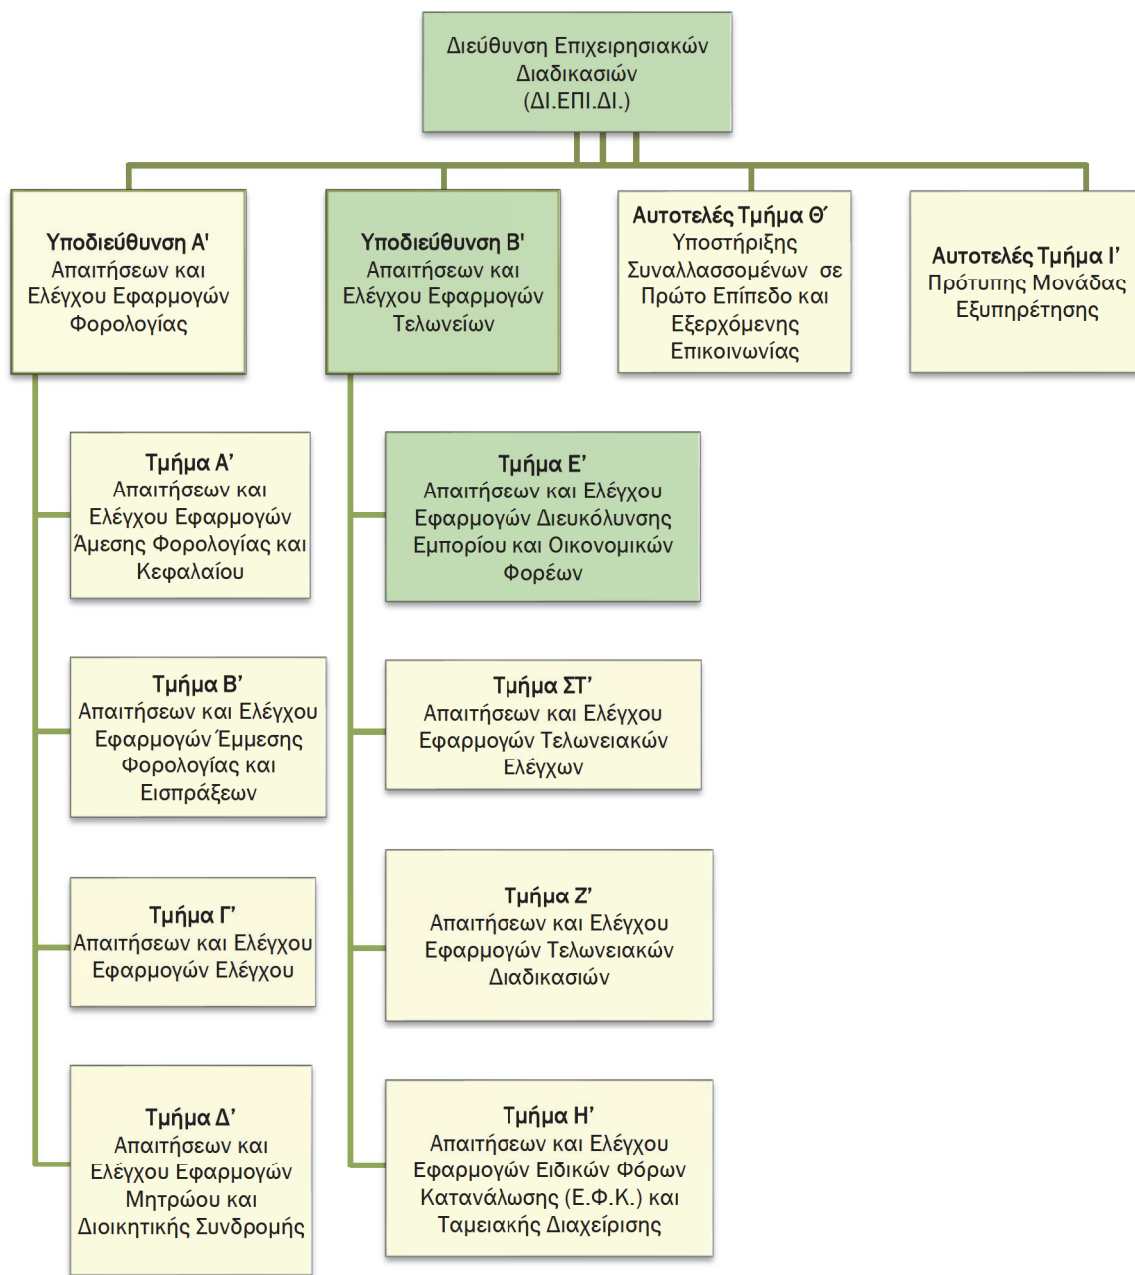 Διεύθυνση Επιχειρησιακών
Διαδικασιών
(ΔΙ.ΕΠΙ.ΔΙ.)
Υποδιεύθυνση Α'
Απαιτήσεων και
Ελέγχου Εφαρμογών
Φορολογίας
Υποδιεύθυνση Β'
Απαιτήσεων και
Ελέγχου Εφαρμογών
Τελωνείων
Αυτοτελές Τμήμα Θ΄
Υποστήριξης
Συναλλασσομένων σε
Πρώτο Επίπεδο και
Εξερχόμενης
Επικοινωνίας
Αυτοτελές Τμήμα Ι’
Πρότυπης Μονάδας
Εξυπηρέτησης
Τμήμα Α’
Απαιτήσεων και
Ελέγχου Εφαρμογών
Άμεσης Φορολογίας και
Κεφαλαίου
Τμήμα Β’
Απαιτήσεων και Ελέγχου
Εφαρμογών Έμμεσης
Φορολογίας και
Εισπράξεων
Τμήμα Γ’
Απαιτήσεων και Ελέγχου
Εφαρμογών Ελέγχου
Τμήμα Δ’
Απαιτήσεων και
Ελέγχου Εφαρμογών
Μητρώου και
Διοικητικής Συνδρομής
Τμήμα Ε’
Απαιτήσεων και Ελέγχου
Εφαρμογών Διευκόλυνσης
Εμπορίου και Οικονομικών
Φορέων
Τμήμα ΣΤ’
Απαιτήσεων και Ελέγχου
Εφαρμογών Τελωνειακών
Ελέγχων
Τμήμα Ζ’
Απαιτήσεων και Ελέγχου
Εφαρμογών Τελωνειακών
Διαδικασιών
Τμήμα Η’
Απαιτήσεων και Ελέγχου
Εφαρμογών Ειδικών Φόρων
Κατανάλωσης (Ε.Φ.Κ.) και
Ταμειακής Διαχείρισης